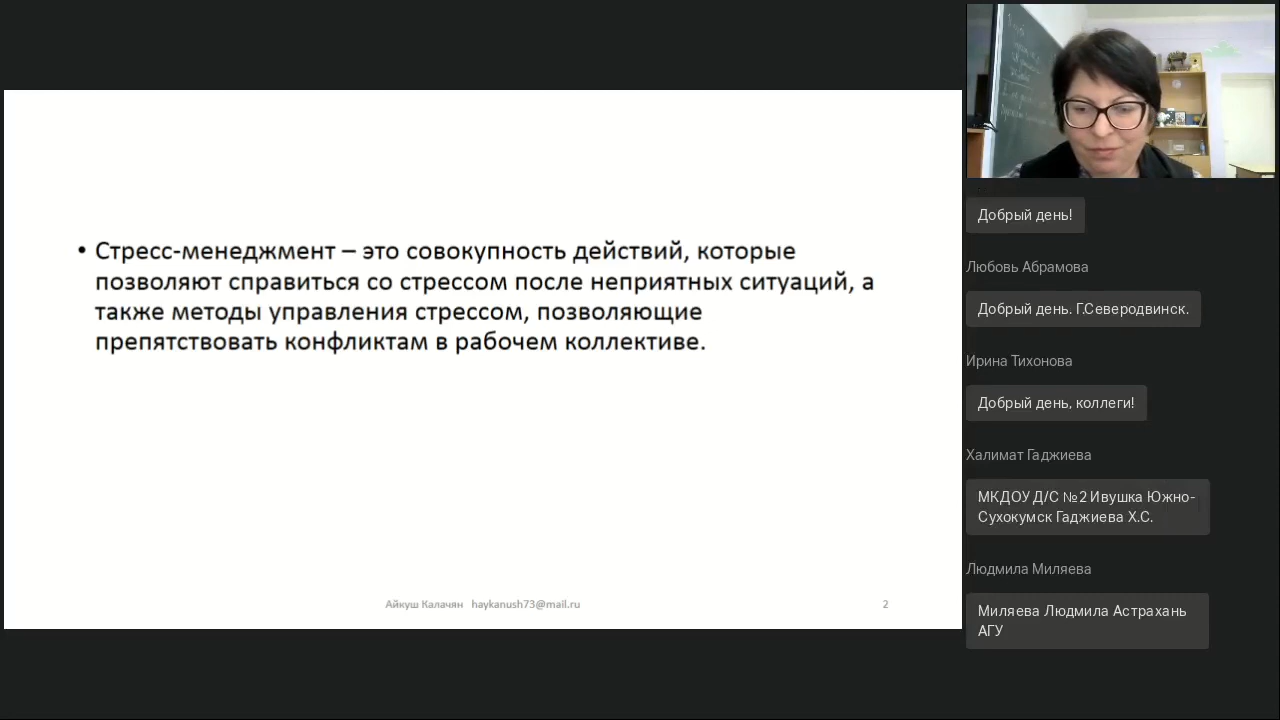 • Стресс-менеджмент – это совокупность действий, которые
позволяют справиться со стрессом после неприятных ситуаций, а
также методы управления стрессом, позволяющие
препятствовать конфликтам в рабочем коллективе.
Айкуш Калачян haykanush73@mail.ru
2
Добрый день!
Любовь Абрамова
Добрый день. Г.Северодвинск.
Ирина Тихонова
Добрый день, коллеги!
Халимат Гаджиева
МКДОУ Д/С №2 Ивушка Южно-
Сухокумск Гаджиева Х.С.
Людмила Миляева
Миляева Людмила Астрахань
АГУ